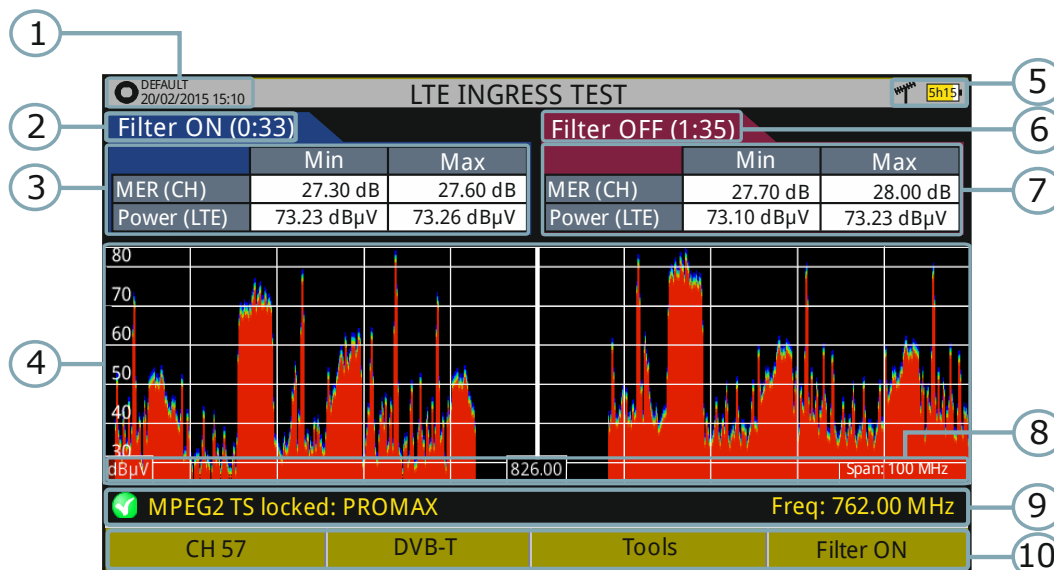 1
DEFAULT
20/02/2015 15:10
LTE INGRESS TEST
5h15
5
2
Filter ON (0:33)
Filter OFF (1:35)
6
3
Min Max
MER (CH) 27.30 dB 27.60 dB
Power (LTE) 73.23 dBµV 73.26 dBµV
Min Max
MER (CH) 27.70 dB 28.00 dB
Power (LTE) 73.10 dBµV 73.23 dBµV
7
80
70
60
4
50
40
30
8
dBµV 826.00 Span: 100 MHz
MPEG2 TS locked: PROMAX Freq: 762.00 MHz
9
CH 57 DVB-T Tools Filter ON
10